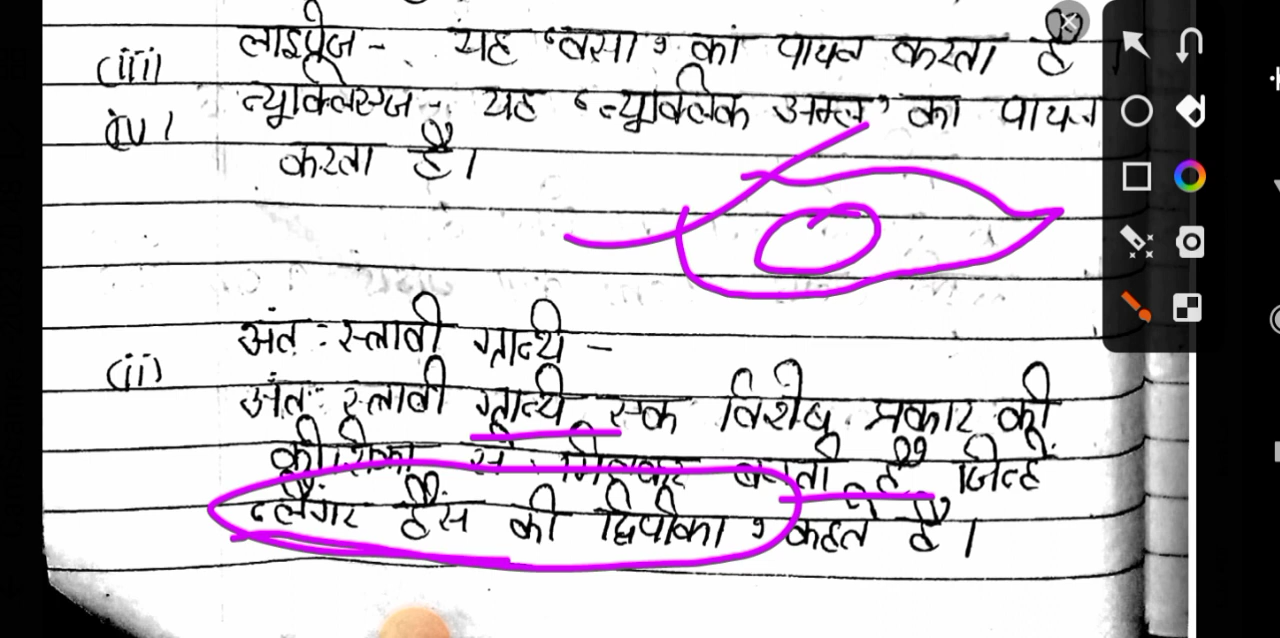 (iii) लाइपेज - यह 'वसा' का पाचन करता है ।
(iv) न्यूक्लिएज - यह 'न्यूक्लिक अम्ल' का पाचन
करता है।
(ii) अंतः स्त्रावी ग्रन्थि -
अंतः स्त्रावी ग्रन्थि एक विशेष प्रकार की
कोशिका से मिलकर बनती है जिन्हे
लैंगर हैंस की द्विपीका' कहते है।